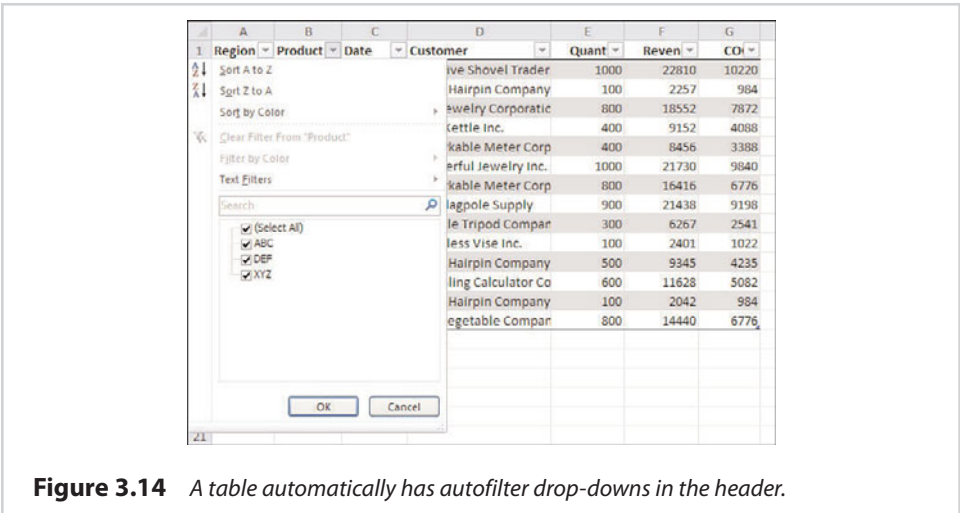 A B C D E F G
1 Region Product Date Customer Quant Reven CO
Sort A to Z ive Shovel Trader 1000 22810 10220
Sort Z to A Hairpin Company 100 2257 984
Sort by Color ewelry Corporatic 800 18552 7872
Kettle Inc. 400 9152 4088
Clear Filter From "Product" kable Meter Corp 400 8456 3388
Filter by Color erful Jewelry Inc. 1000 21730 9840
Text Filters kable Meter Corp 800 16416 6776
Search lagpole Supply 900 21438 9198
(Select All) le Tripod Compan 300 6267 2541
ABC less Vise Inc. 100 2401 1022
DEF Hairpin Company 500 9345 4235
XYZ ling Calculator Co 600 11628 5082
Hairpin Company 100 2042 984
egetable Compan 800 14440 6776
OK Cancel
21
Figure 3.14 A table automatically has autofilter drop-downs in the header.